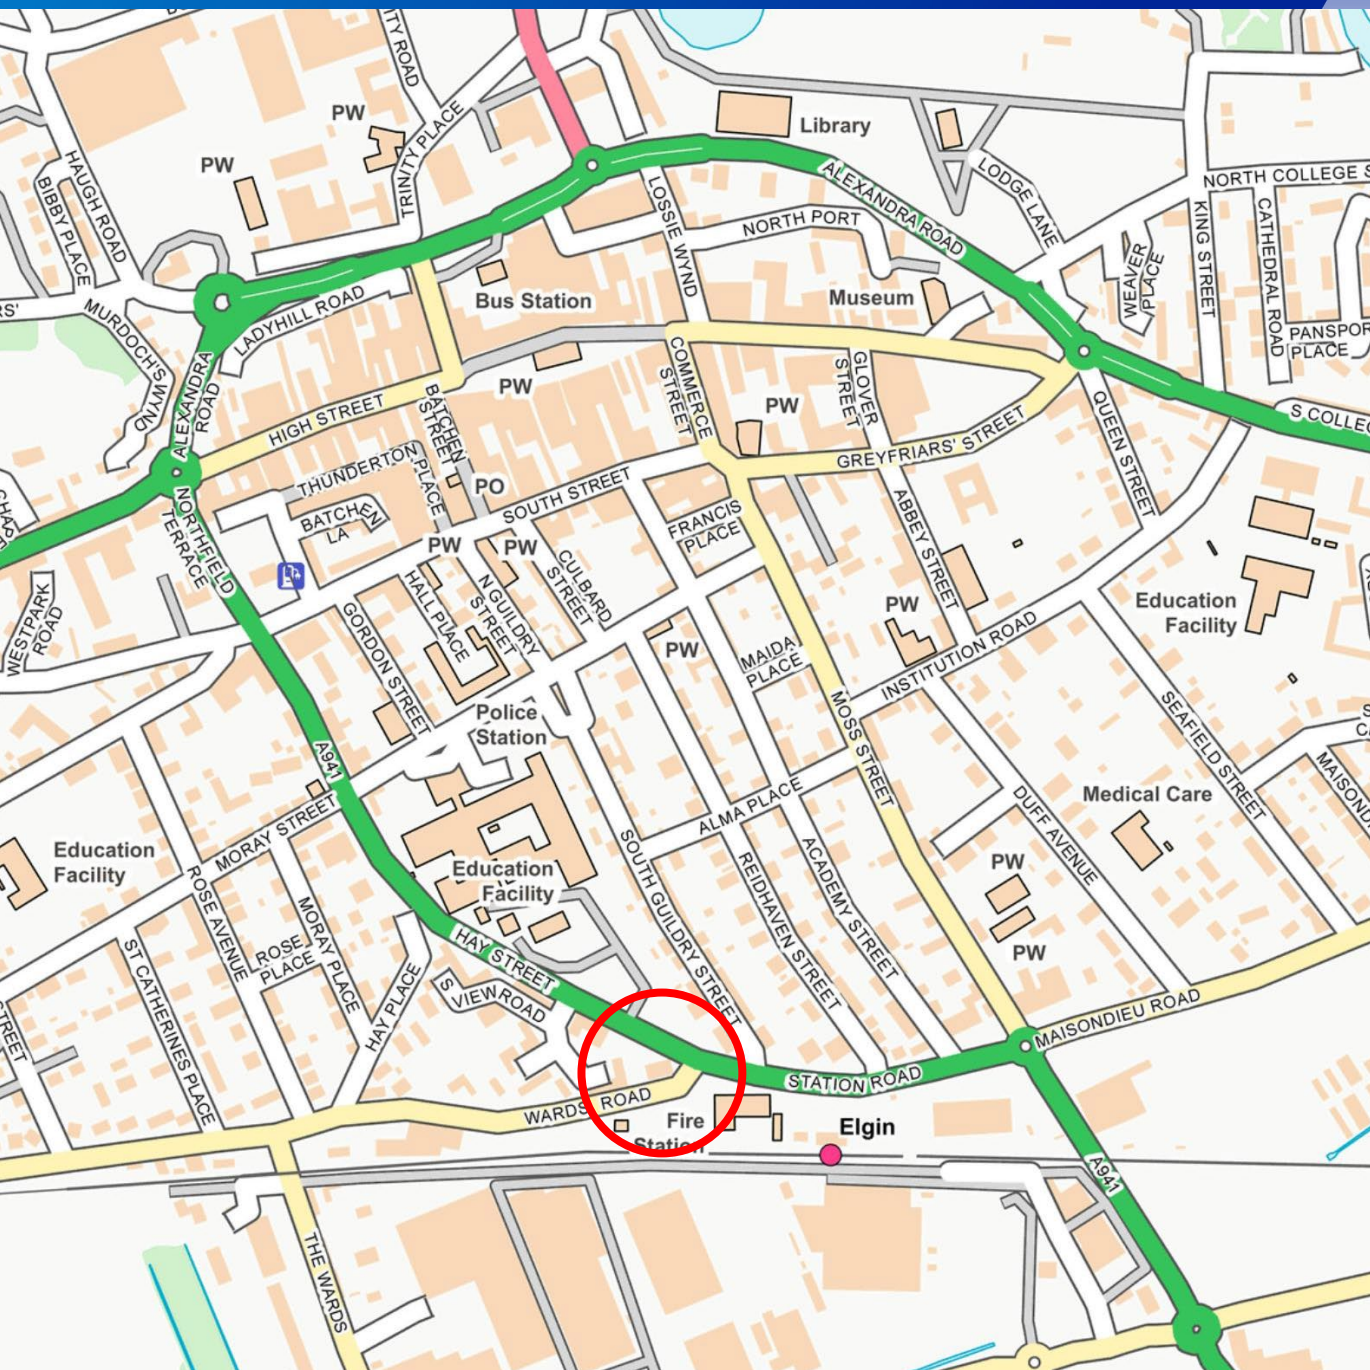 ITY ROAD
PW
Library
TRINITY PLACE
HAUGH ROAD
PW
ALEXANDRA ROAD
LODGE LANE
NORTH COLLEGE S
BIBBY PLACE
LOSSIE WYND
NORTH PORT
KING STREET
CATHEDRAL ROAD
WEAVER
PLACE
Bus Station
Museum
RS'
MURDOCH'S
WYND
LADYHILL ROAD
PANSPOR
PLACE
ALEXANDRA
ROAD
COMMERCE
STREET
GLOVER
STREET
PW
BATCHEN
STREET
HIGH STREET
PW
QUEEN STREET
S COLLEG
GREYFRIARS' STREET
THUNDERTON
PLACE
PO
SOUTH STREET
NORTHFIELD
TERRACE
BATCHEN
LA
FRANCIS
PLACE
ABBEY STREET
PW
PW
CULBARD
STREET
WESTPARK
ROAD
HALL PLACE
N GUILDRY
STREET
PW
Education
Facility
GORDON STREET
PW
MAIDA
PLACE
INSTITUTION ROAD
Police
Station
MOSS STREET
SEAFIELD STREET
A941
MORAY STREET
ALMA PLACE
DUFF AVENUE
Medical Care
MAISOND
Education
Facility
Education
Facility
PW
ROSE AVENUE
MORAY PLACE
SOUTH GUILDRY STREET
REIDHAVEN STREET
ACADEMY STREET
ROSE
PLACE
ST CATHERINES PLACE
HAY STREET
PW
S VIEW ROAD
HAY PLACE
TREET
MAISONDIEU ROAD
STATION ROAD
WARDS ROAD
Fire
Station
Elgin
A941
THE WARDS